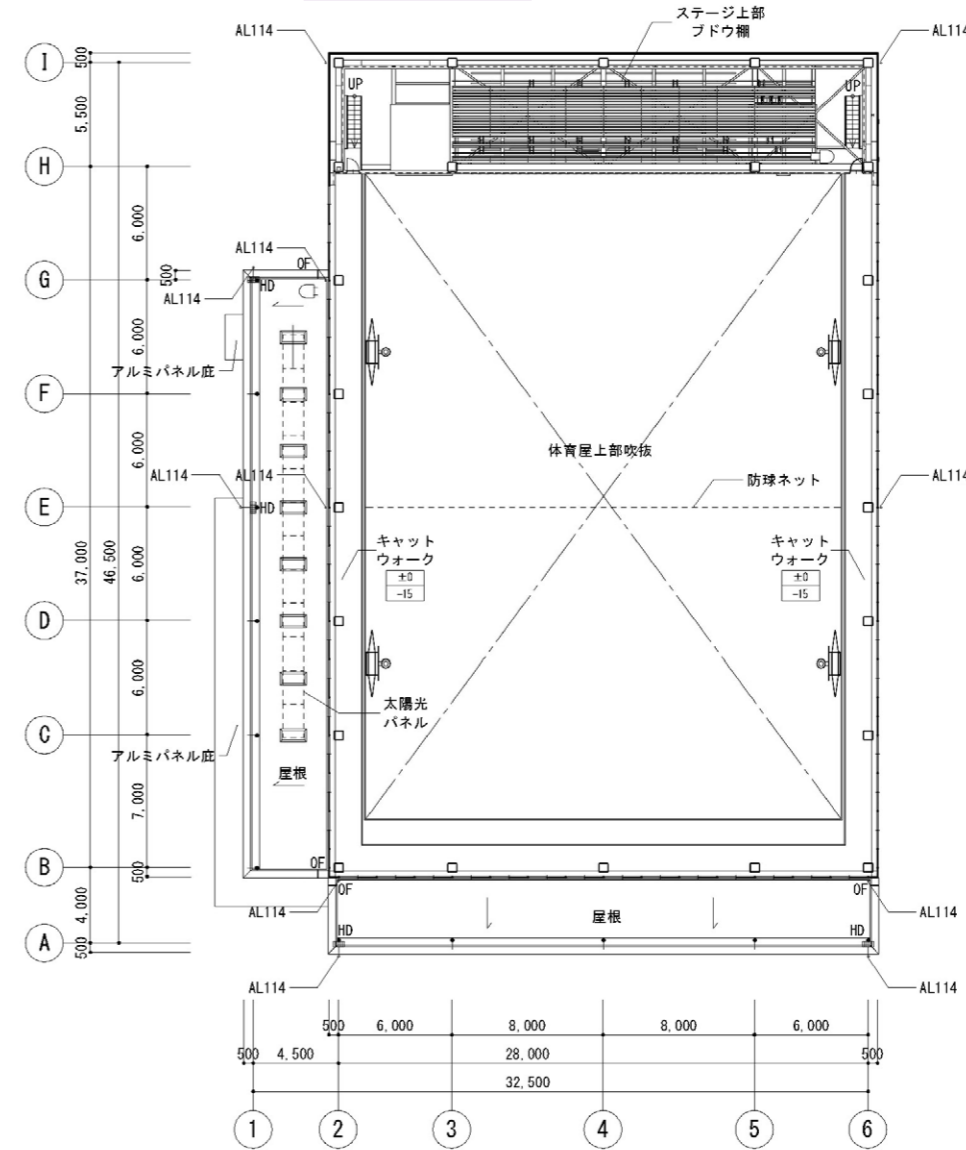 ステージ上部
ブドウ棚
AL114
AL114
I
500
UP
UP
5,500
H
6,000
AL114
OF
G
500
HD
AL114
6,000
アルミパネル庇
F
6,000
体育屋上部吹抜
AL114
AL114
防球ネット
AL114
E
HD
キャット
ウォーク
±0
-15
キャット
ウォーク
±0
-15
37,000
46,500
6,000
D
6,000
太陽光
パネル
C
アルミパネル庇
屋根
7,000
OF
B
500
OF
OF
4,000
AL114
屋根
AL114
A
HD
HD
500
AL114
AL114
500
6,000
8,000
8,000
6,000
500
4,500
28,000
500
32,500
1
2
3
4
5
6